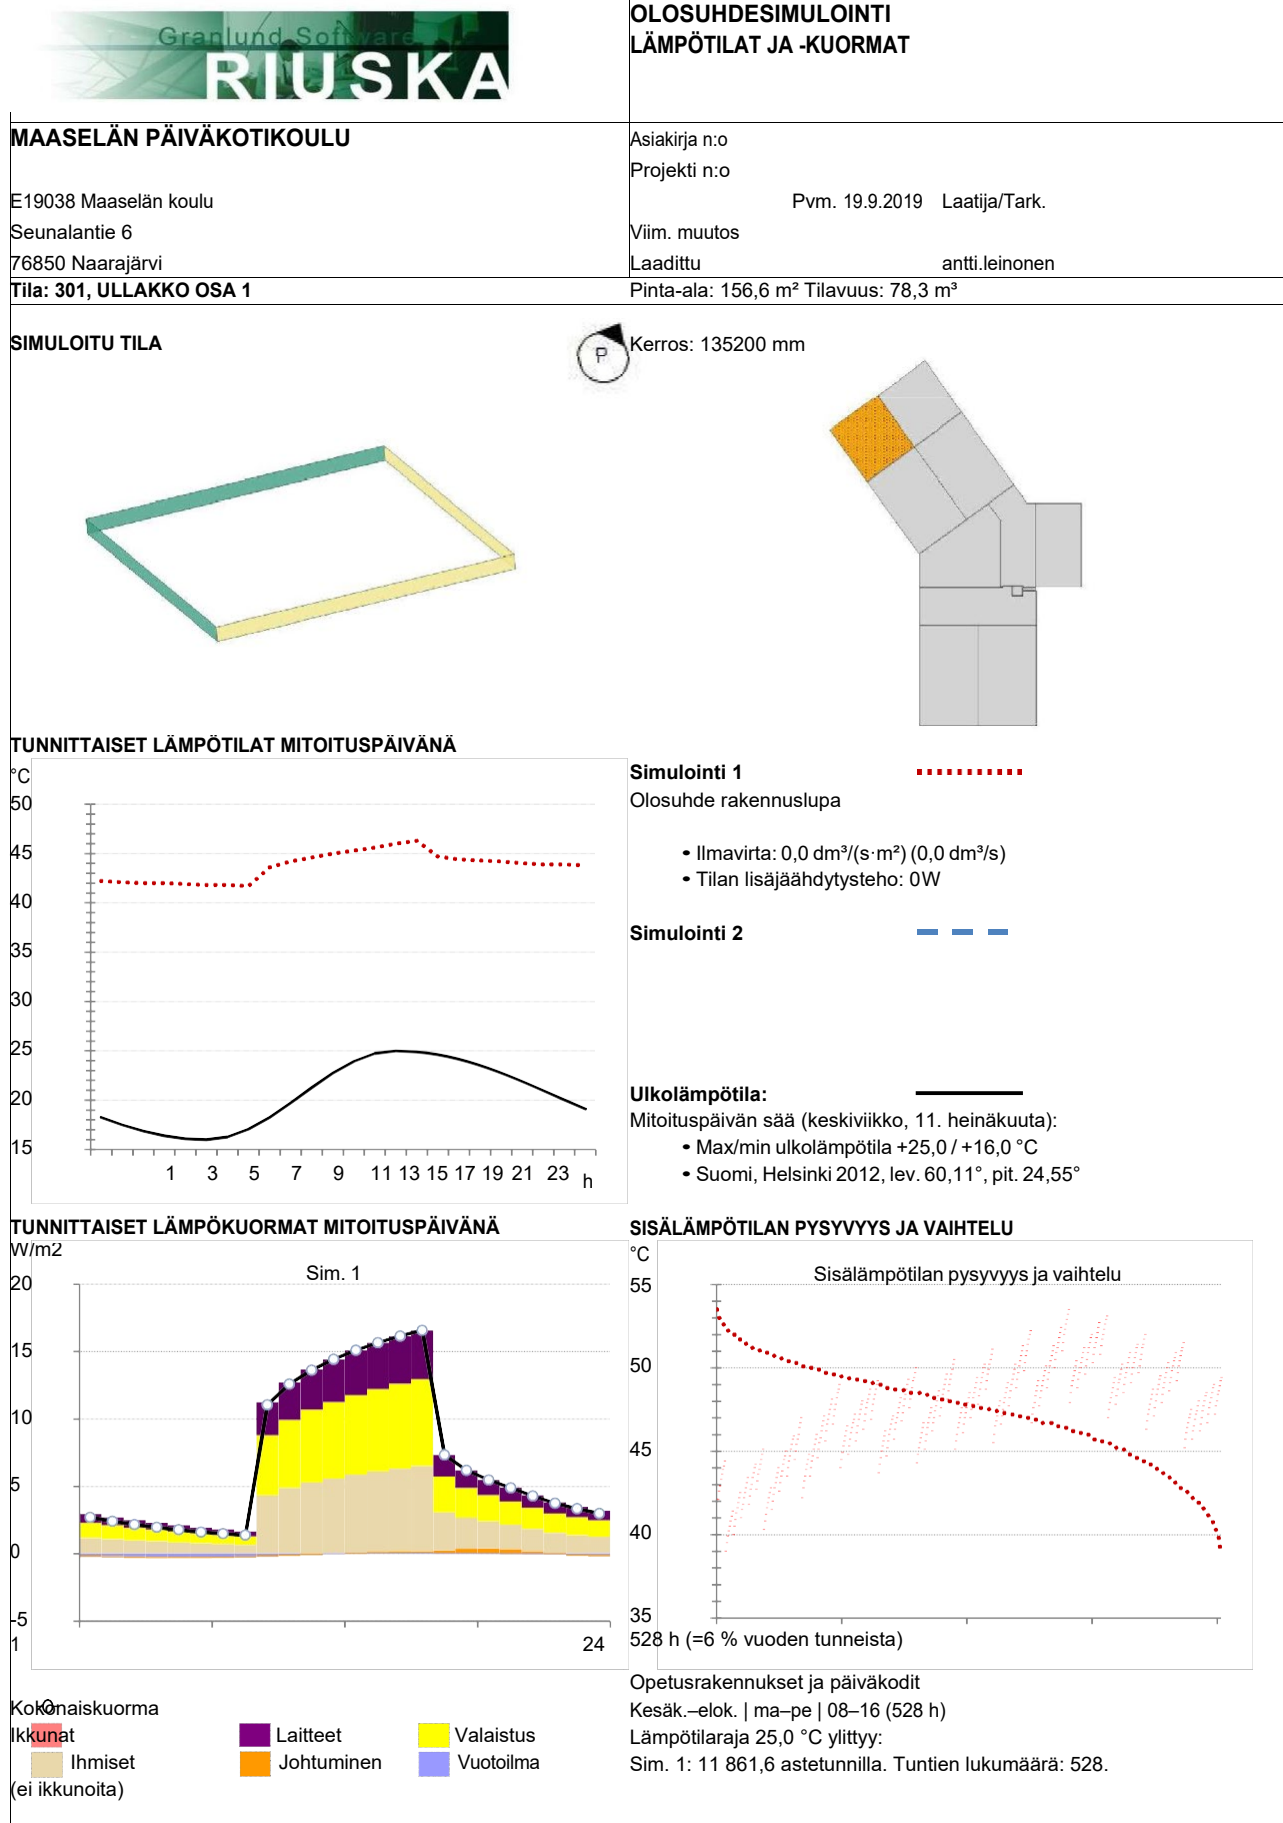 Granlund Software
RIUSKA
OLOSUHDESIMULOINTI
LÄMPÖTILAT JA -KUORMAT
MAASELÄN PÄIVÄKOTIKOULU
E19038 Maaselän koulu
Seunalantie 6
76850 Naarajärvi
Asiakirja n:o
Projekti n:o
Pvm. 19.9.2019 Laatija/Tark.
Viim. muutos
Laadittu antti.leinonen
Tila: 301, ULLAKKO OSA 1
Pinta-ala: 156,6 m² Tilavuus: 78,3 m³
SIMULOITU TILA
P
Kerros: 135200 mm
TUNNITTAISET LÄMPÖTILAT MITOITUSPÄIVÄNÄ
°C
50
45
40
35
30
25
20
15
1 3 5 7 9 11 13 15 17 19 21 23 h
Simulointi 1
Olosuhde rakennuslupa
• Ilmavirta: 0,0 dm³/(s·m²) (0,0 dm³/s)
• Tilan lisäjäähdytysteho: 0W
Simulointi 2
Ulkolämpötila:
Mitoituspäivän sää (keskiviikko, 11. heinäkuuta):
• Max/min ulkolämpötila +25,0 / +16,0 °C
• Suomi, Helsinki 2012, lev. 60,11°, pit. 24,55°
TUNNITTAISET LÄMPÖKUORMAT MITOITUSPÄIVÄNÄ
W/m2
Sim. 1
20
15
10
5
0
-5
1 24
Kokonaiskuorma
Ikkunat Laitteet Valaistus
Ihmiset Johtuminen Vuotoilma
(ei ikkunoita)
SISÄLÄMPÖTILAN PYSYVYYS JA VAIHTELU
°C
Sisälämpötilan pysyvyys ja vaihtelu
55
50
45
40
35
528 h (=6 % vuoden tunneista)
Opetusrakennukset ja päiväkodit
Kesäk.–elok. | ma–pe | 08–16 (528 h)
Lämpötilaraja 25,0 °C ylittyy:
Sim. 1: 11 861,6 astetunnilla. Tuntien lukumäärä: 528.